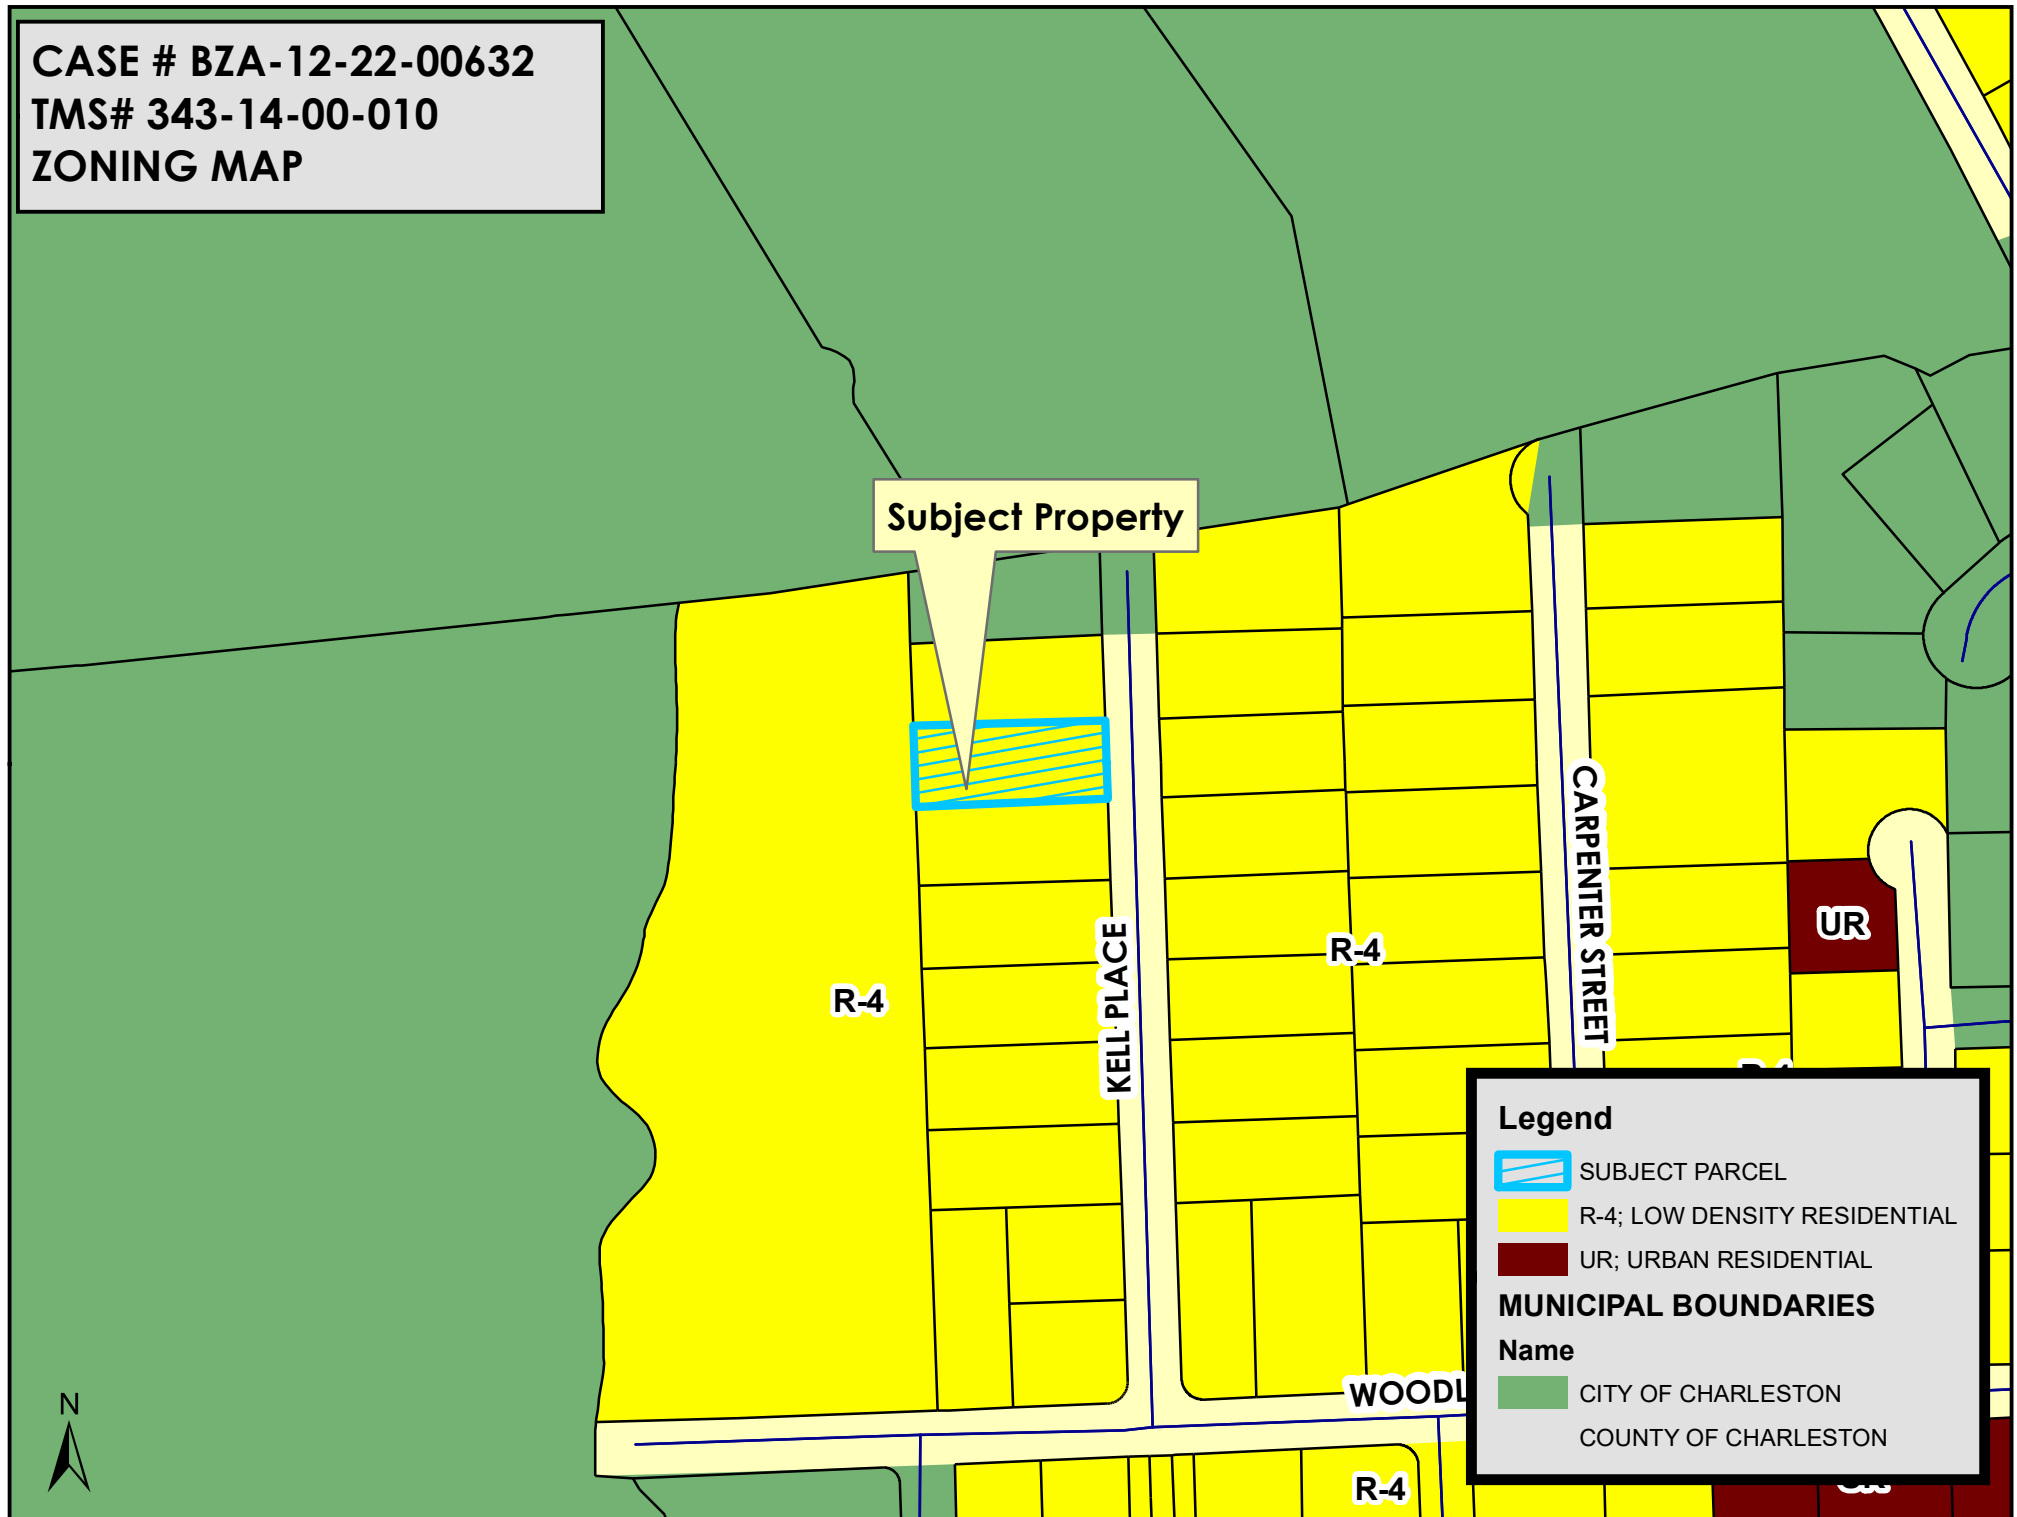 CASE # BZA-12-22-00632
TMS# 343-14-00-010
ZONING MAP
Subject Property
CARPENTER STREET
UR
KELL PLACE
R-4
R-4
Legend
SUBJECT PARCEL
R-4; LOW DENSITY RESIDENTIAL
UR; URBAN RESIDENTIAL
MUNICIPAL BOUNDARIES
Name
CITY OF CHARLESTON
COUNTY OF CHARLESTON
WOODL
N
R-4